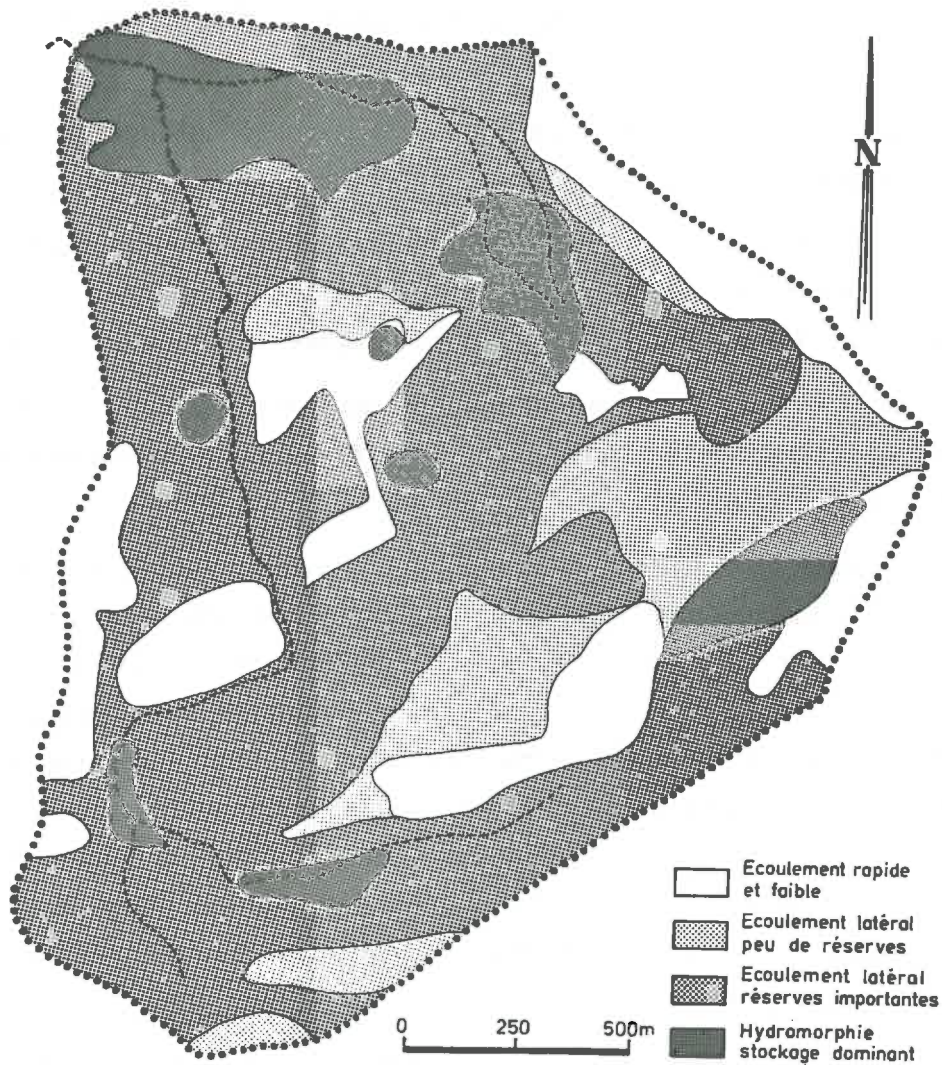 N
Ecoulement rapide
et faible
Ecoulement latéral
peu de réserves
Ecoulement latéral
réserves importantes
Hydromorphie
stockage dominant
0 250 500m